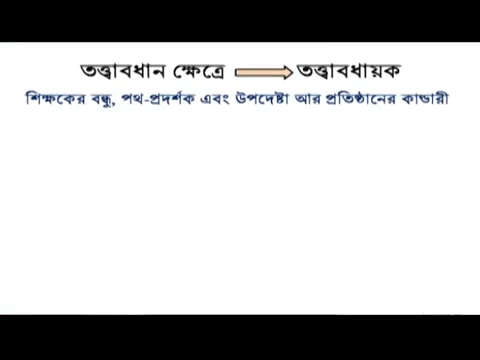 তত্ত্বাবধান ক্ষেত্রে তত্ত্বাবধায়ক
শিক্ষকের বন্ধু, পথ-প্রদর্শক এবং উপদেষ্টা আর প্রতিষ্ঠানের কান্ডারী